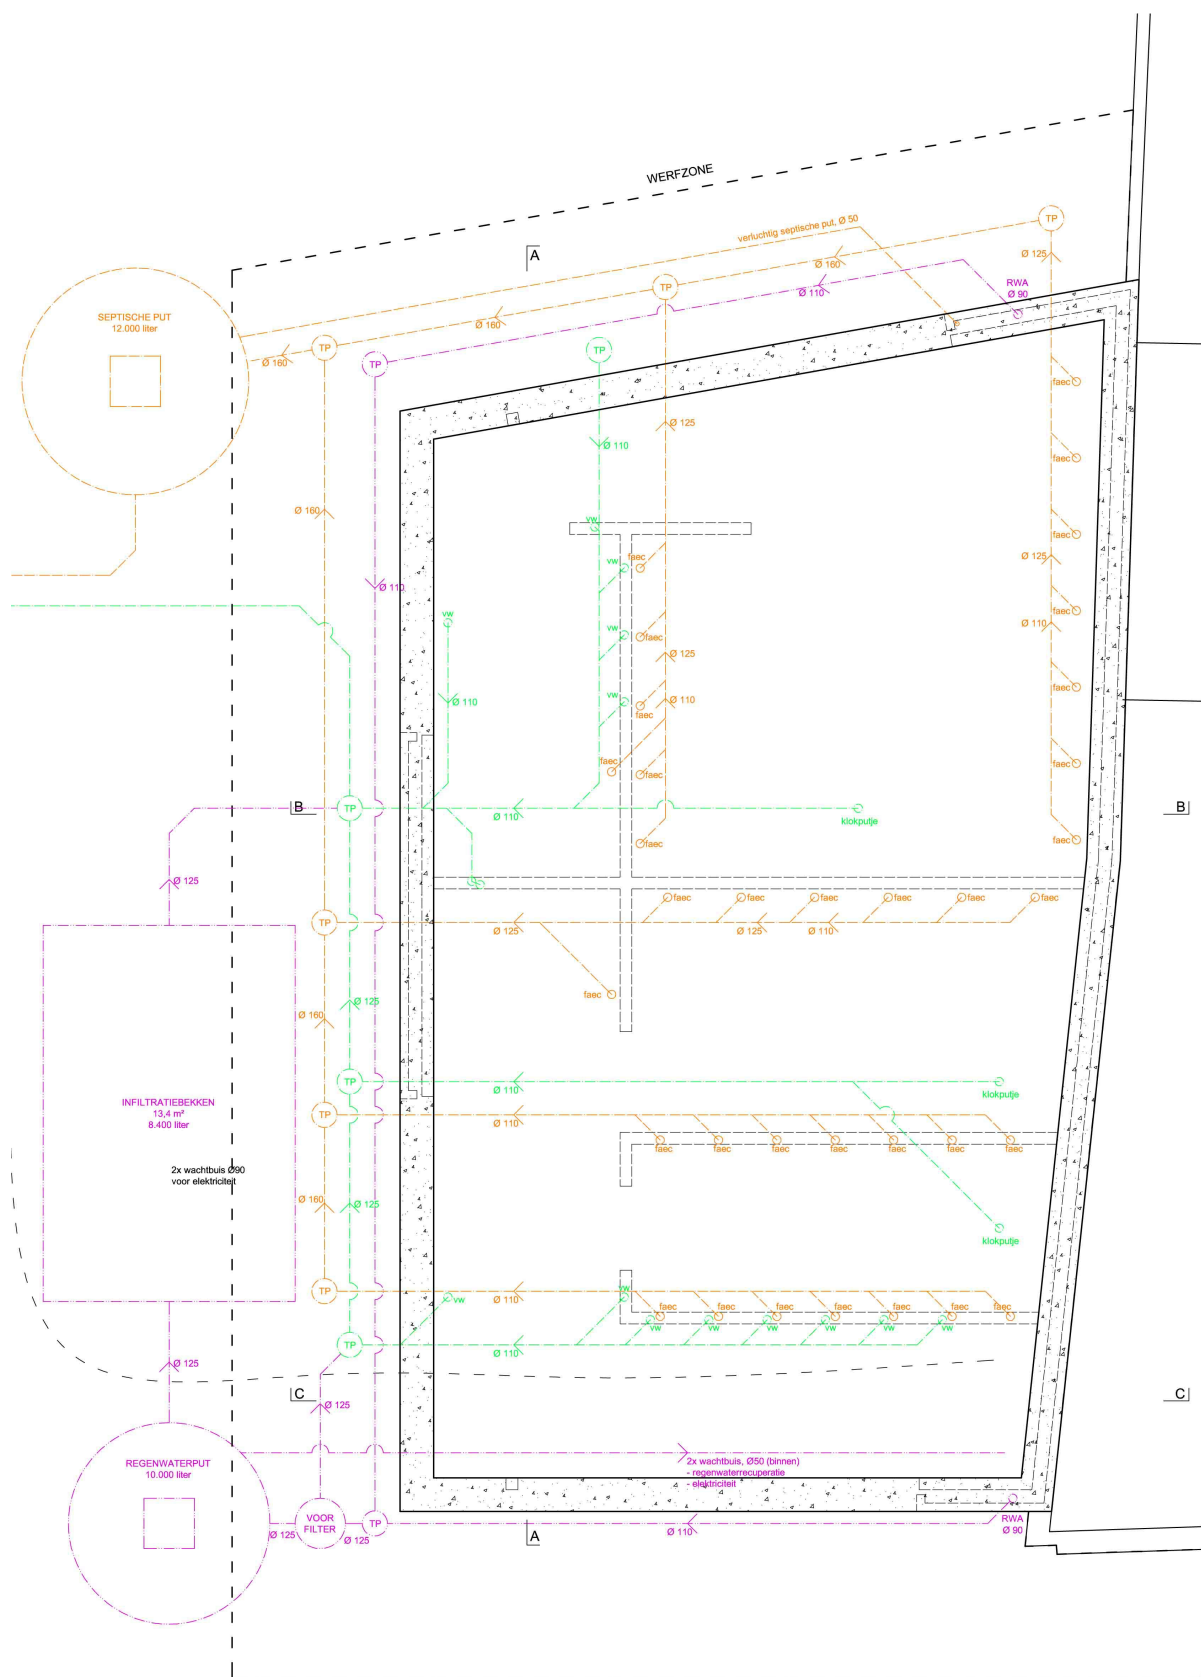 WERFZONE
TP
verluchtig septische put, Ø 50
A
Ø 125
Ø 160
RWA
Ø 90
TP
Ø 110
SEPTISCHE PUT
12.000 liter
Ø 160
TP
TP
TP
Ø 160
faec
Ø 125
Ø 110
faec
Ø 160
vw
faec
faec
vw
Ø 125
Ø 110
faec
vw
vw
faec
Ø 110
Ø 125
faec
vw
Ø 110
Ø 110
faec
faec
faec
faec
B
TP
Ø 110
klokputje
B
faec
faec
Ø 125
faec
faec
faec
faec
faec
faec
TP
Ø 125
Ø 125
Ø 110
faec
Ø 125
Ø 160
TP
Ø 110
klokputje
INFILTRATIEBEKKEN
13,4 m²
8.400 liter
TP
Ø 110
faec
faec
faec
faec
faec
faec
faec
2x wachtbuis Ø90
voor elektriciteit
Ø 160
Ø 125
klokputje
TP
vw
Ø 110
vw
faec
faec
faec
faec
faec
faec
faec
vw
vw
vw
vw
vw
vw
TP
Ø 110
Ø 125
C
Ø 125
C
REGENWATERPUT
10.000 liter
2x wachtbuis, Ø50 (binnen)
- regenwaterrecuperatie
- elektriciteit
VOOR
FILTER
TP
Ø 125
Ø 125
Ø 110
A
RWA
Ø 90